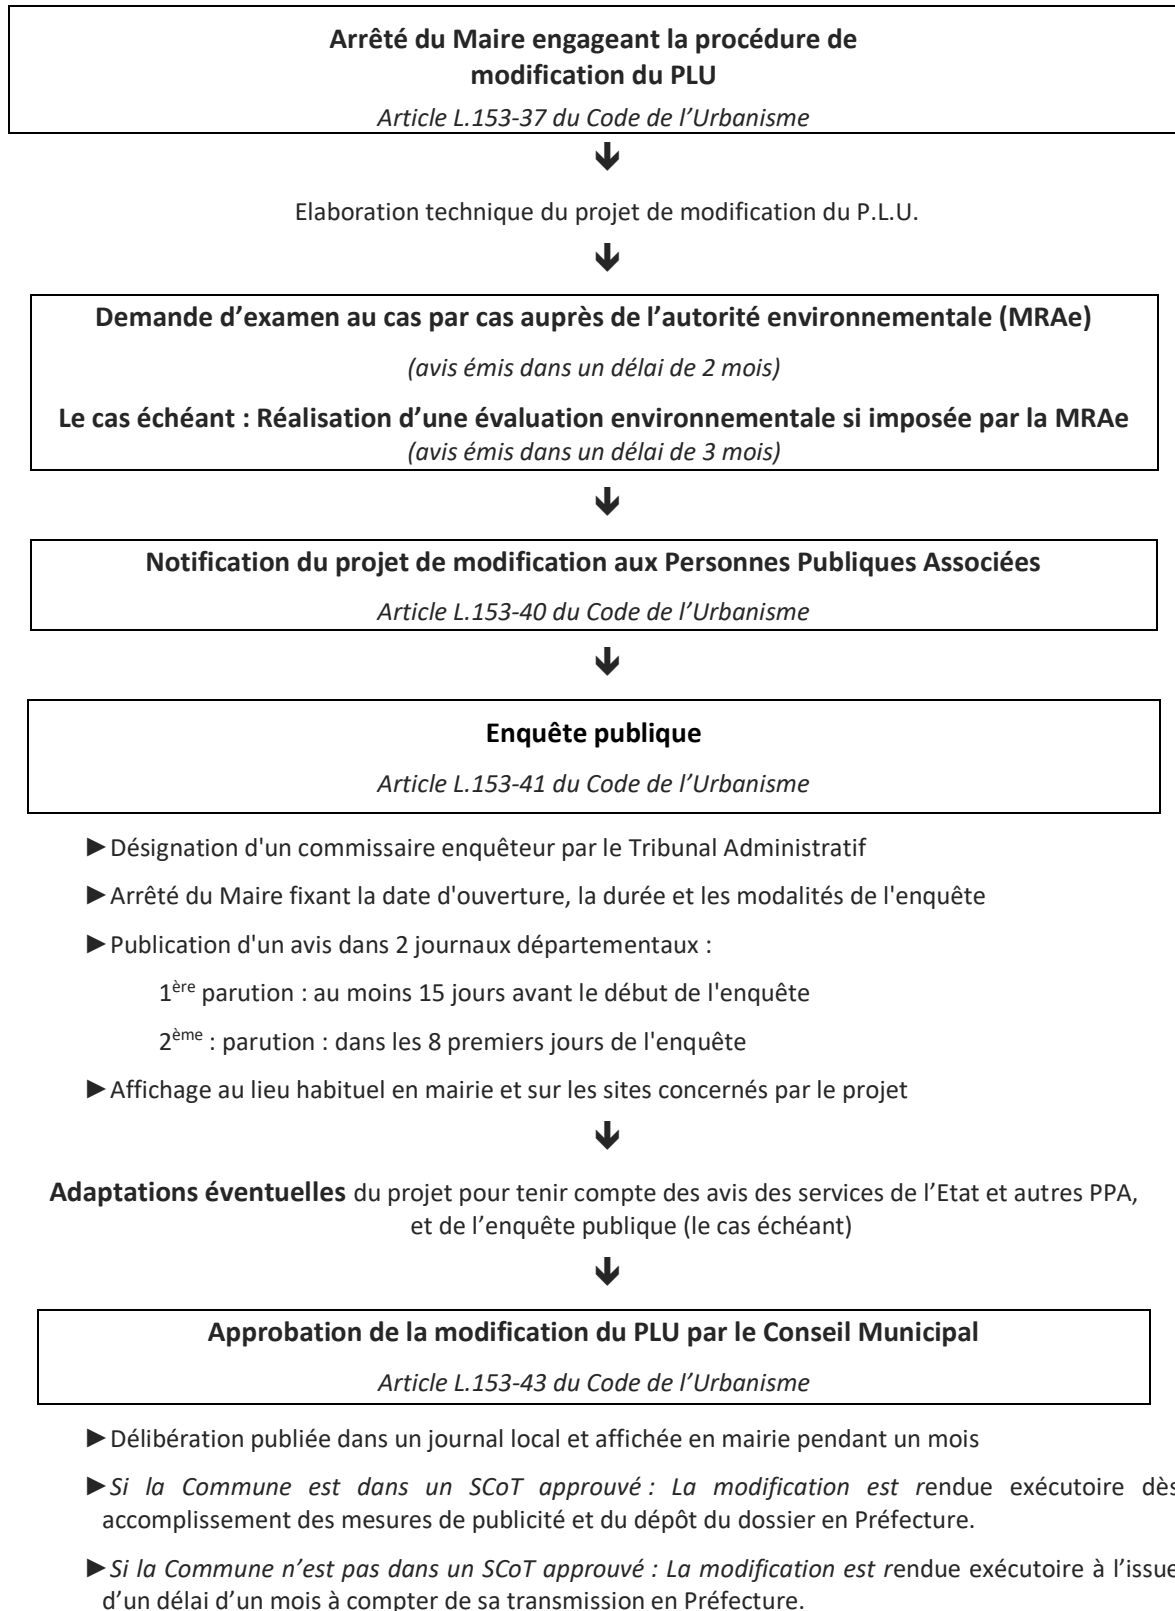 Arrêté du Maire engageant la procédure de
modification du PLU
Article L.153-37 du Code de l’Urbanisme
🡻
Elaboration technique du projet de modification du P.L.U.
🡻
Demande d’examen au cas par cas auprès de l’autorité environnementale (MRAe)
(avis émis dans un délai de 2 mois)
Le cas échéant : Réalisation d’une évaluation environnementale si imposée par la MRAe
(avis émis dans un délai de 3 mois)
🡻
Notification du projet de modification aux Personnes Publiques Associées
Article L.153-40 du Code de l’Urbanisme
🡻
Enquête publique
Article L.153-41 du Code de l’Urbanisme
►Désignation d'un commissaire enquêteur par le Tribunal Administratif
►Arrêté du Maire fixant la date d'ouverture, la durée et les modalités de l'enquête
►Publication d'un avis dans 2 journaux départementaux :
1ère parution : au moins 15 jours avant le début de l'enquête
2ème : parution : dans les 8 premiers jours de l'enquête
►Affichage au lieu habituel en mairie et sur les sites concernés par le projet
🡻
Adaptations éventuelles du projet pour tenir compte des avis des services de l’Etat et autres PPA,
et de l’enquête publique (le cas échéant)
🡻
Approbation de la modification du PLU par le Conseil Municipal
Article L.153-43 du Code de l’Urbanisme
►Délibération publiée dans un journal local et affichée en mairie pendant un mois
►Si la Commune est dans un SCoT approuvé : La modification est rendue exécutoire dès
accomplissement des mesures de publicité et du dépôt du dossier en Préfecture.
►Si la Commune n’est pas dans un SCoT approuvé : La modification est rendue exécutoire à l’issue
d’un délai d’un mois à compter de sa transmission en Préfecture.